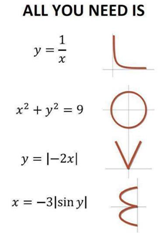 ALL YOU NEED IS
y = 1/x
x² + y² = 9
y = |−2x|
x = −3|sin y|